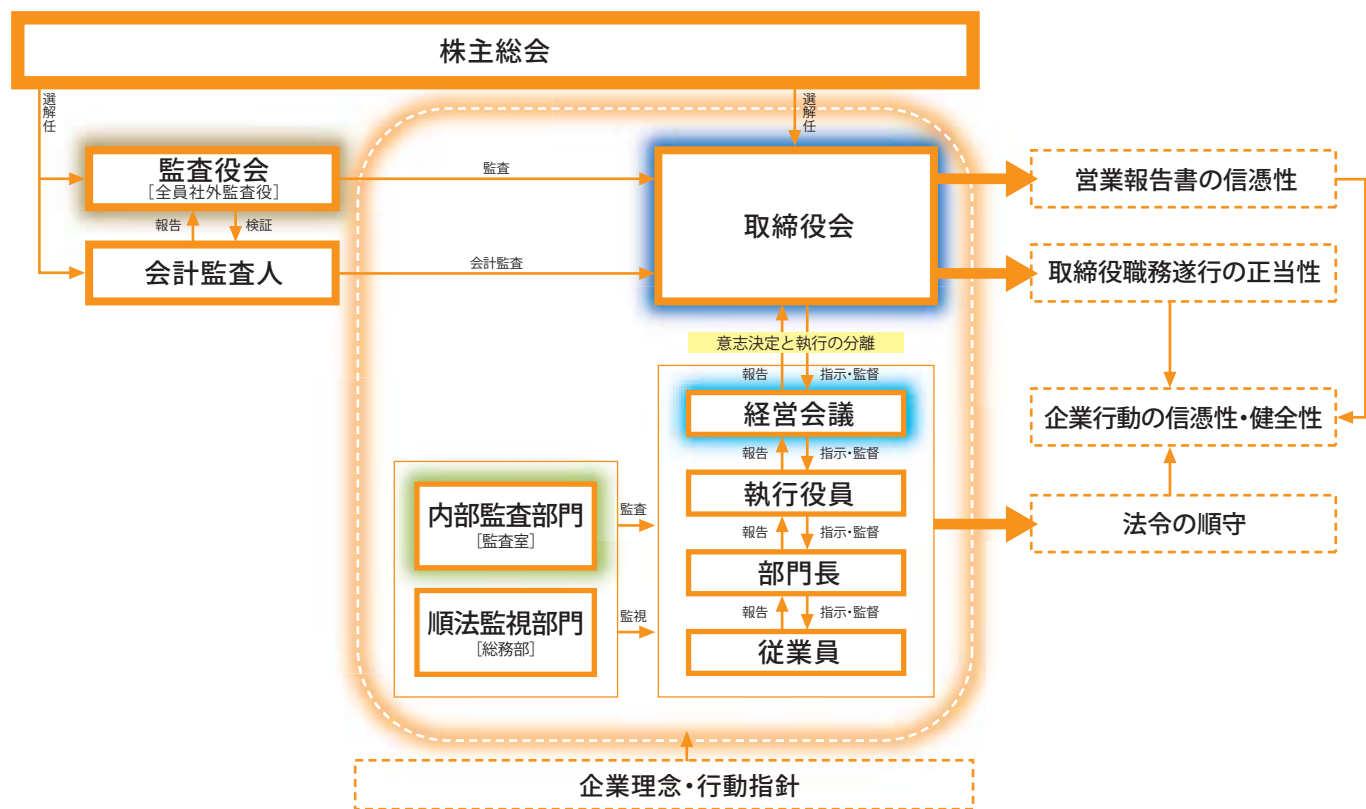 株主総会
選解任
選解任
監査役会
[全員社外監査役]
監査
報告
検証
会計監査人
会計監査
取締役会
営業報告書の信憑性
取締役職務遂行の正当性
意志決定と執行の分離
報告
指示・監督
経営会議
企業行動の信憑性・健全性
報告
指示・監督
内部監査部門
[監査室]
監査
執行役員
法令の順守
報告
指示・監督
部門長
順法監視部門
[総務部]
監視
報告
指示・監督
従業員
企業理念・行動指針